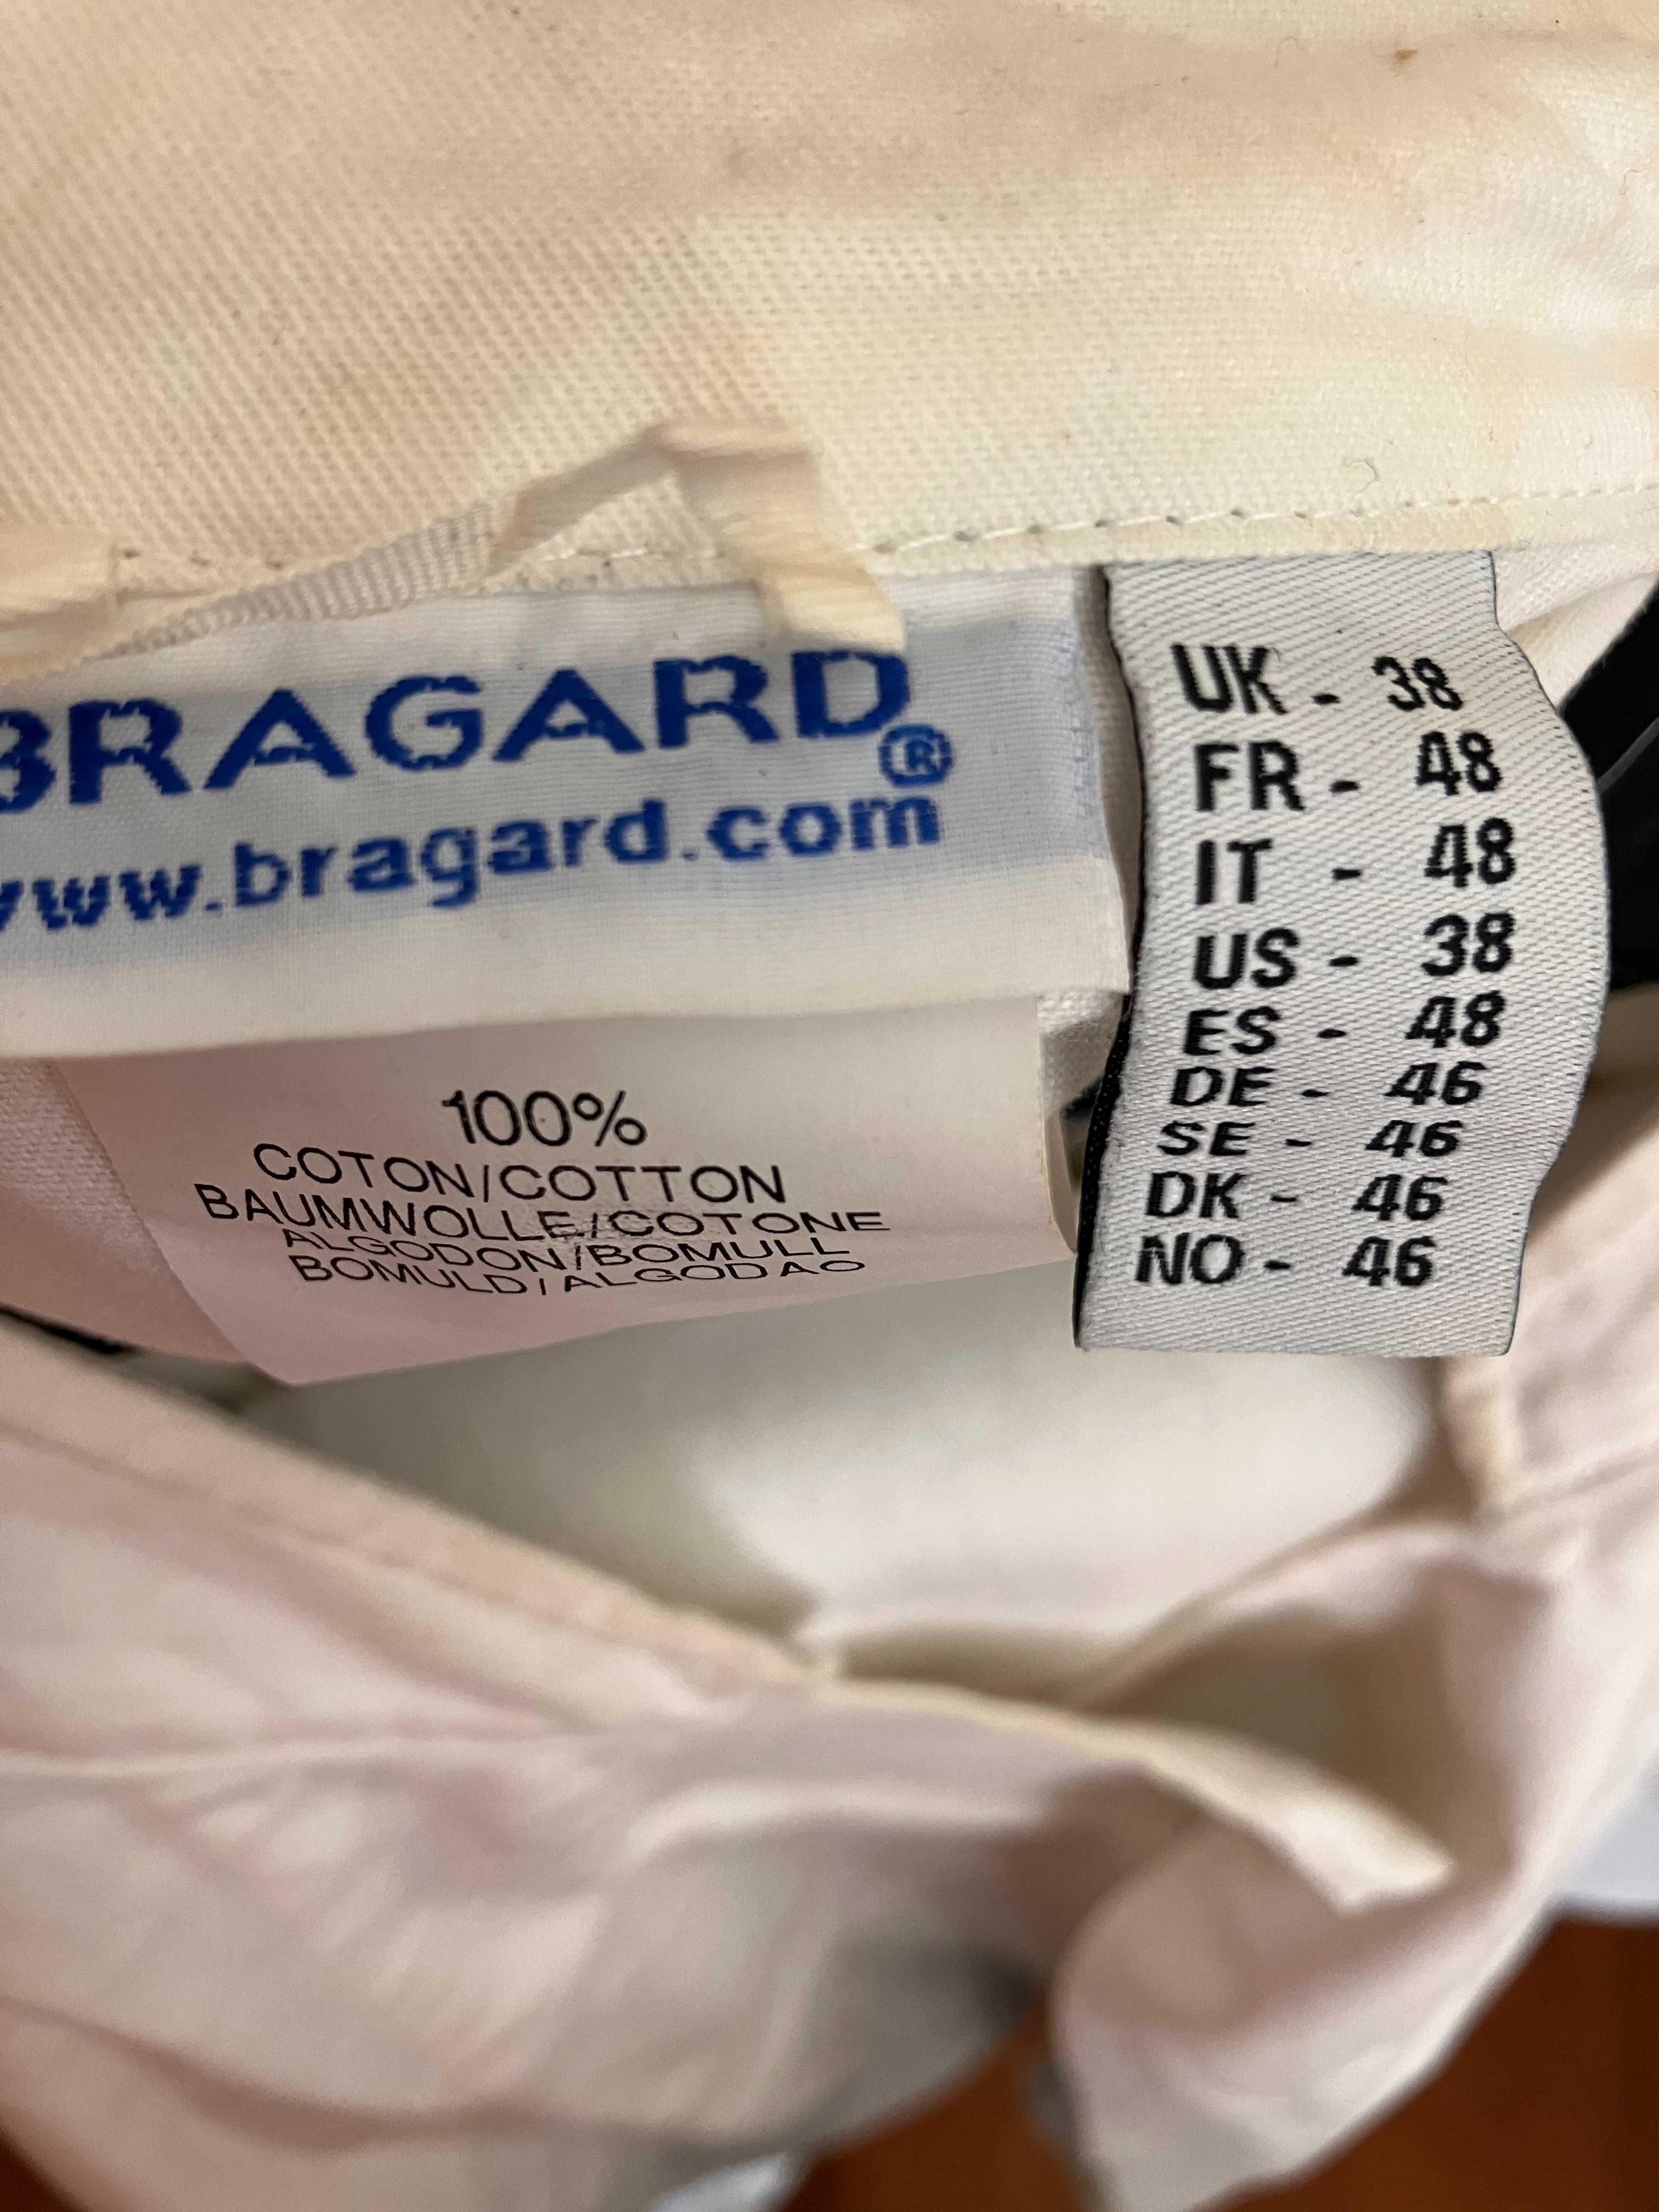 BRAGARD®
www.bragard.com
100%
COTON/COTTON
BAUMWOLLE/COTONE
ALGODON/BOMULL
BOMULD/ALGODAO
UK - 38
FR - 48
IT - 48
US - 38
ES - 48
DE - 46
SE - 46
DK - 46
NO - 46